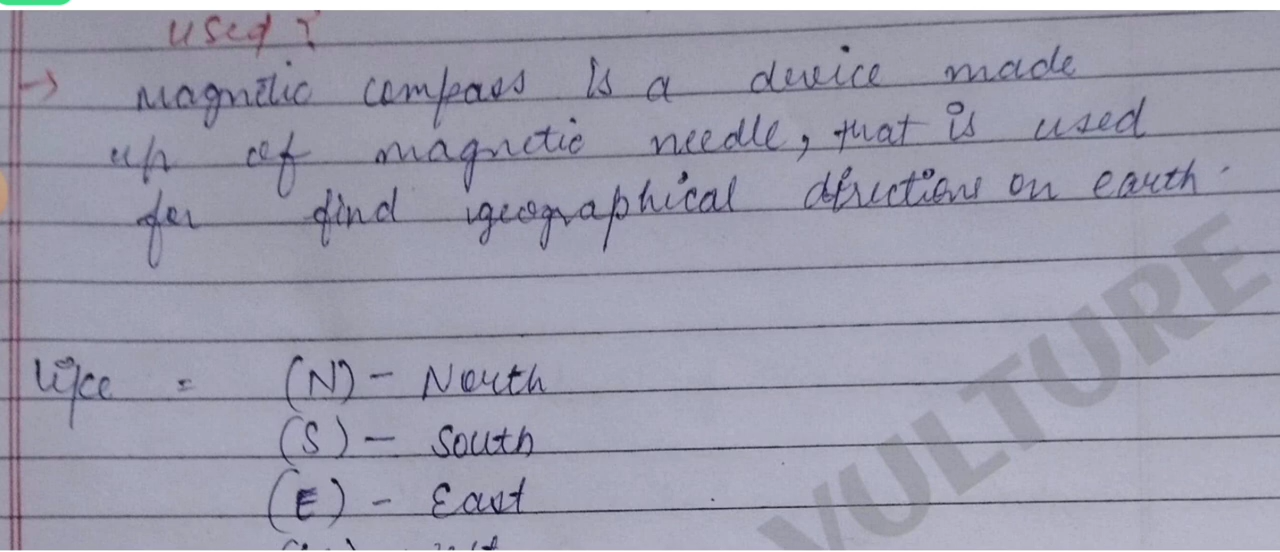 used ?
→ Magnetic compass is a device made
up of magnetic needle, that is used
for find geographical directions on earth.
like = (N) - North
(S) - South
(E) - East
VULTURE